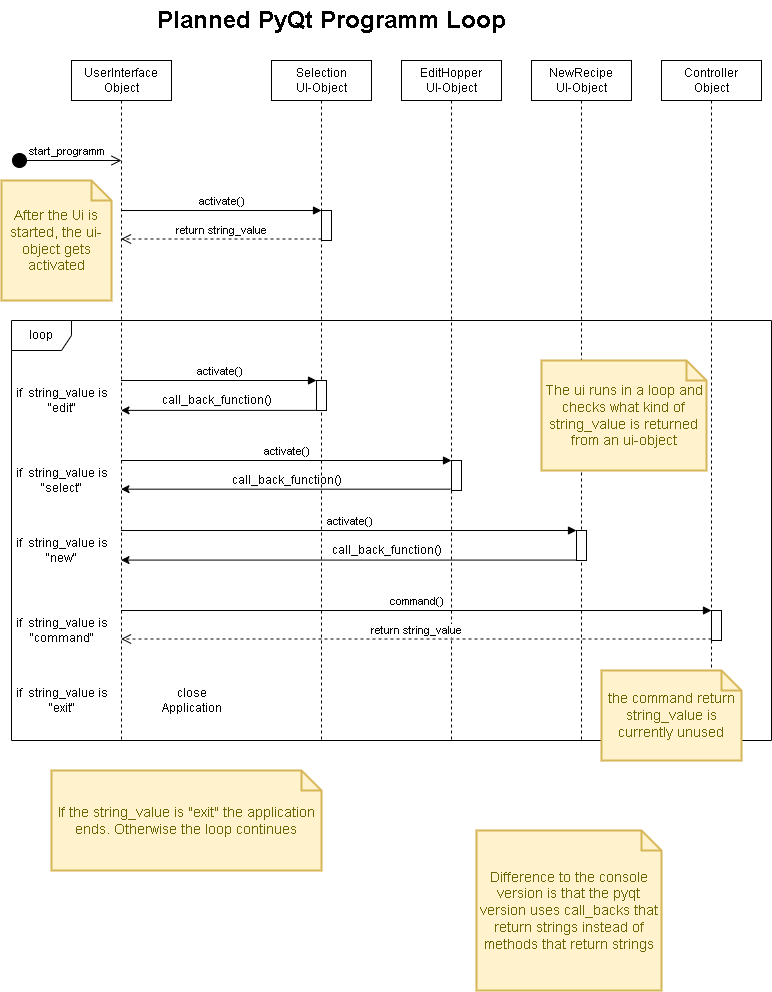 Planned PyQt Programm Loop
UserInterface
Object
Selection
UI-Object
EditHopper
UI-Object
NewRecipe
UI-Object
Controller
Object
start_programm
After the Ui is
started, the ui-
object gets
activated
activate()
return string_value
loop
if string_value is
"edit"
activate()
call_back_function()
The ui runs in a loop and
checks what kind of
string_value is returned
from an ui-object
if string_value is
"select"
activate()
call_back_function()
if string_value is
"new"
activate()
call_back_function()
if string_value is
"command"
command()
return string_value
if string_value is
"exit"
close
Application
the command return
string_value is
currently unused
If the string_value is "exit" the application
ends. Otherwise the loop continues
Difference to the console
version is that the pyqt
version uses call_backs that
return strings instead of
methods that return strings